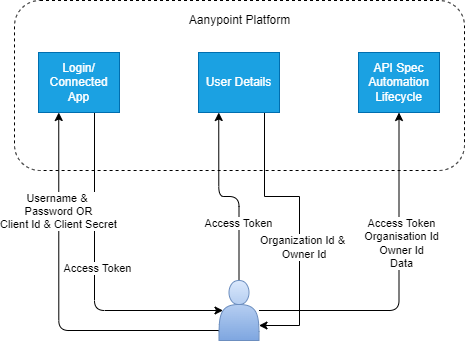 Aanypoint Platform
Login/
Connected
App
User Details
API Spec
Automation
Lifecycle
Username &
Password OR
Client Id & Client Secret
Access Token
Access Token
Organization Id &
Owner Id
Access Token
Organisation Id
Owner Id
Data